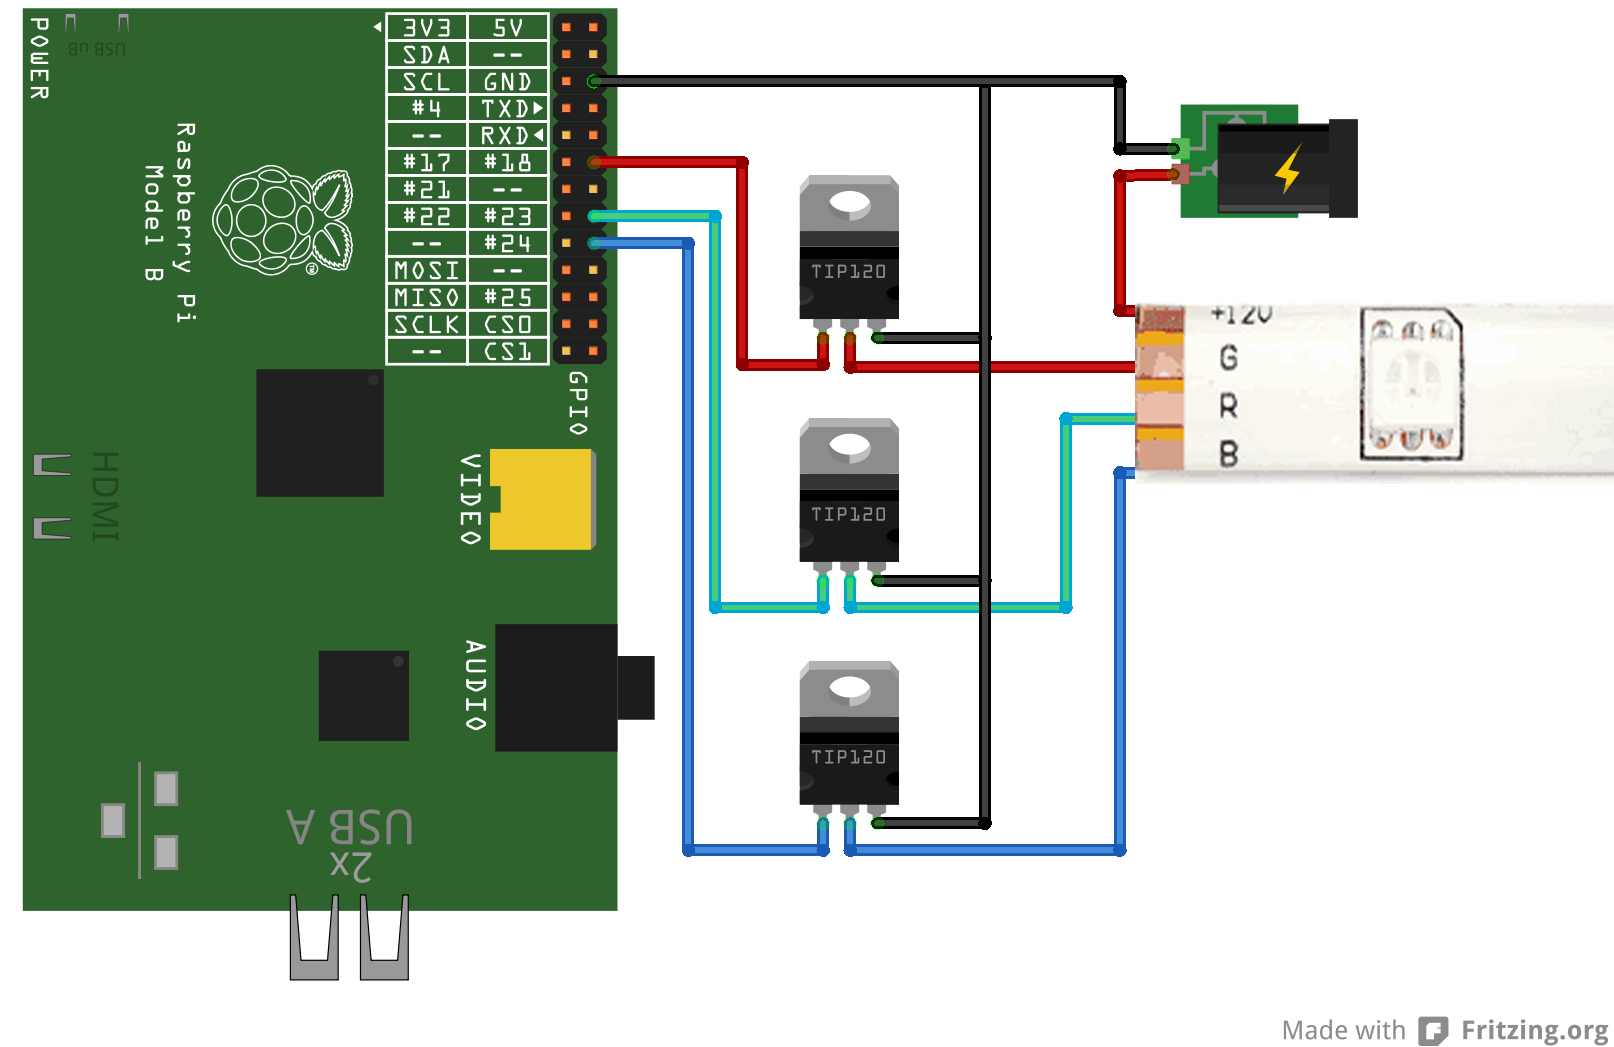 POWER
USB uB
3V3 5V
SDA --
SCL GND
#4 TXD
-- RXD
#17 #18
#21 --
#22 #23
-- #24
MOSI --
MISO #25
SCLK CS0
-- CS1
Raspberry Pi
Model B
TM
GPIO
HDMI
VIDEO
AUDIO
USB A
2x
TIP120
TIP120
TIP120
+12V
G
R
B
Made with Fritzing.org